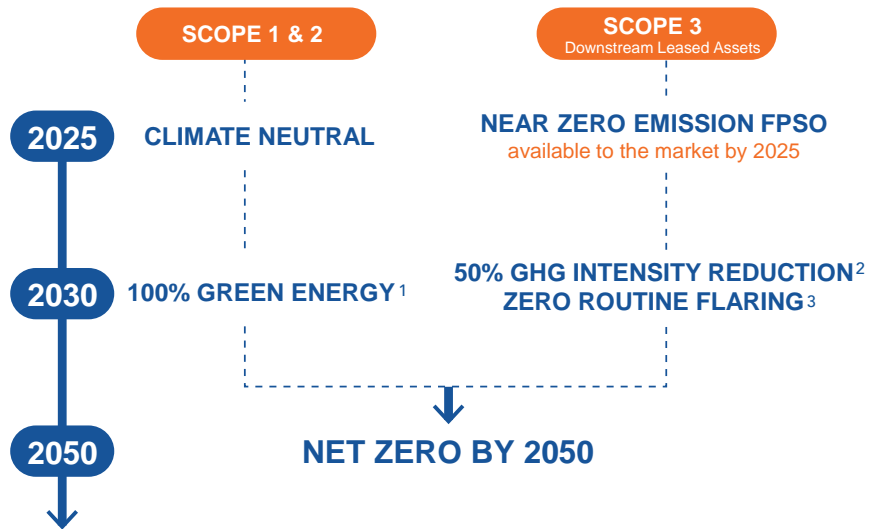 SCOPE 1 & 2
SCOPE 3
Downstream Leased Assets
2025
CLIMATE NEUTRAL
NEAR ZERO EMISSION FPSO
available to the market by 2025
2030
100% GREEN ENERGY 1
50% GHG INTENSITY REDUCTION 2
ZERO ROUTINE FLARING 3
2050
NET ZERO BY 2050